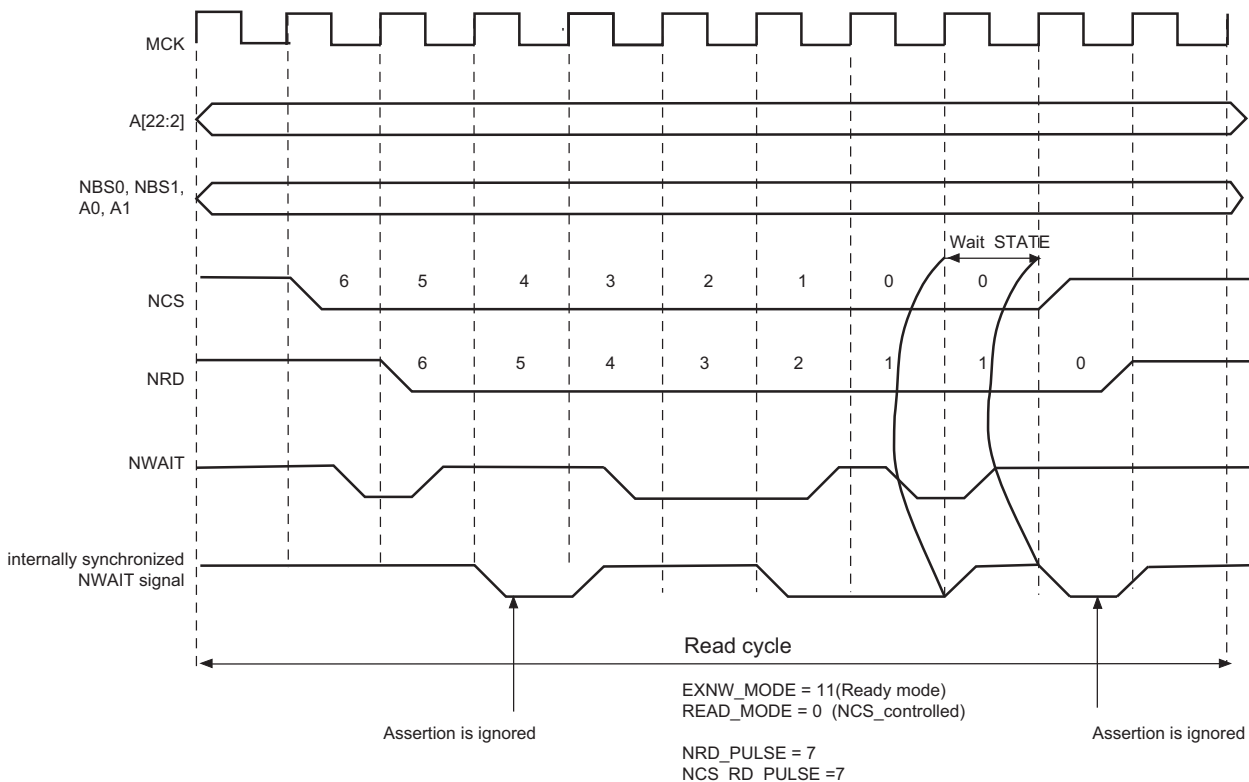 MCK
A[22:2]
NBS0, NBS1,
A0, A1
Wait STATE
6 5 4 3 2 1 0 0
NCS
6 5 4 3 2 1 1 0
NRD
NWAIT
internally synchronized
NWAIT signal
Read cycle
EXNW_MODE = 11(Ready mode)
READ_MODE = 0 (NCS_controlled)
Assertion is ignored
Assertion is ignored
NRD_PULSE = 7
NCS_RD_PULSE =7